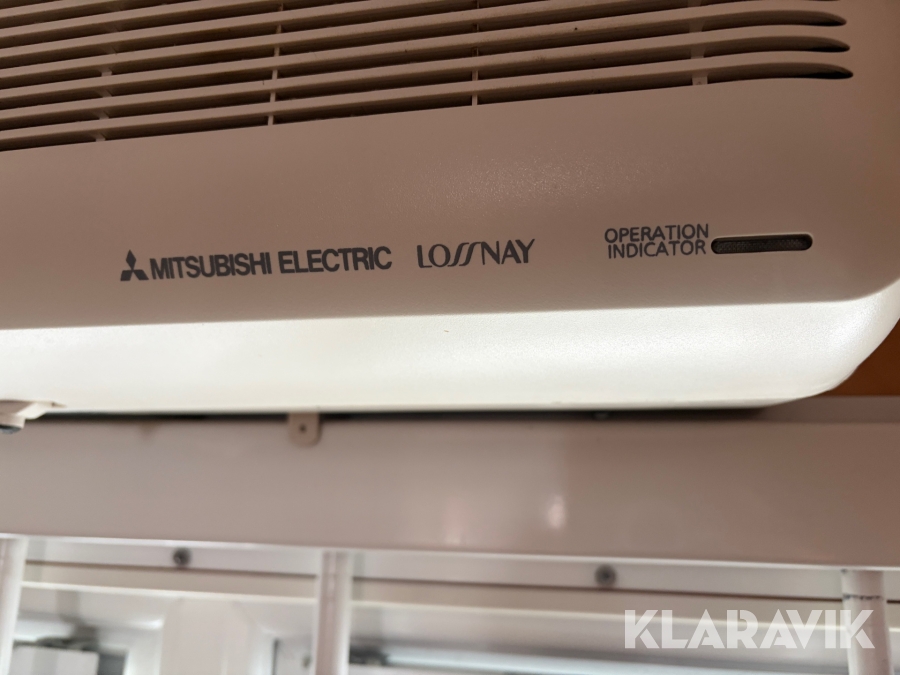 MITSUBISHI ELECTRIC LOSSNAY
OPERATION
INDICATOR
KLARAVIK